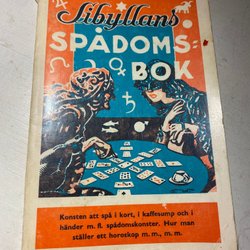 Sibyllans
SPÅDOMS-
BOK
Konsten att spå i kort, i kaffesump och i
händer m. fl. spådomskonster. Hur man
ställer ett horoskop m. m., m. m.